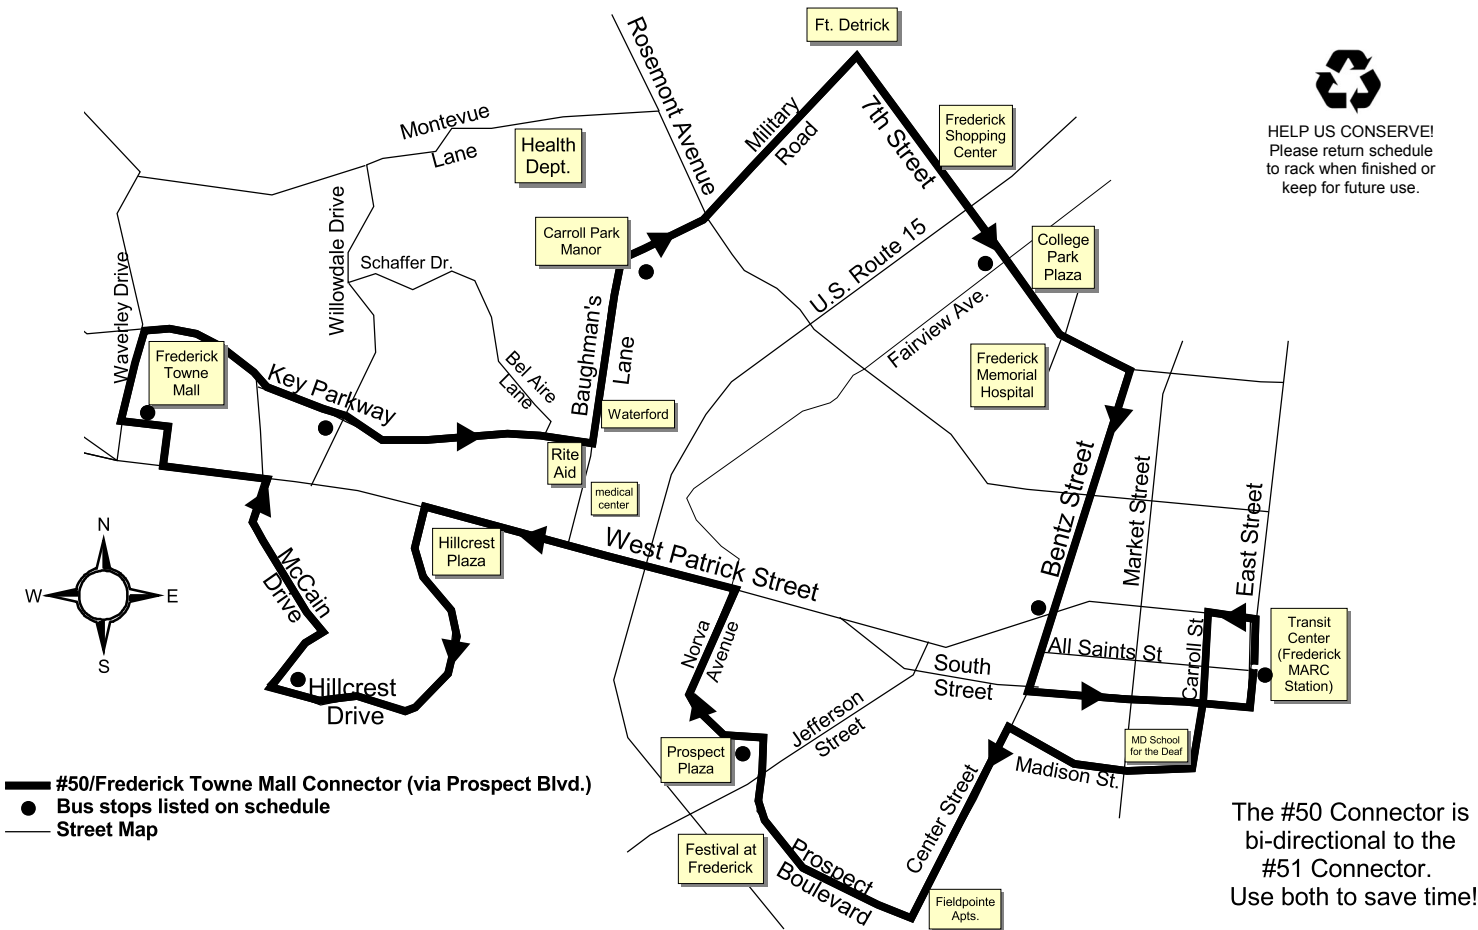 Ft. Detrick
Rosemont Avenue
Military
Road
7th Street
Frederick
Shopping
Center
HELP US CONSERVE!
Please return schedule
to rack when finished or
keep for future use.
Montevue
Lane
Health
Dept.
Carroll Park
Manor
Willowdale Drive
Schaffer Dr.
U.S. Route 15
College
Park
Plaza
Waverley Drive
Frederick
Towne
Mall
Key Parkway
Bel Aire
Lane
Baughman's
Lane
Fairview Ave.
Frederick
Memorial
Hospital
Waterford
Rite
Aid
medical
center
Bentz Street
Market Street
East Street
Hillcrest
Plaza
West Patrick Street
N
W
E
S
McCain
Drive
Hillcrest
Drive
Norva
Avenue
South
Street
All Saints St
Carroll St
Transit
Center
(Frederick
MARC
Station)
Jefferson
Street
Prospect
Plaza
MD School
for the Deaf
Madison St.
Center Street
#50/Frederick Towne Mall Connector (via Prospect Blvd.)
Bus stops listed on schedule
Street Map
Festival at
Frederick
Prospect
Boulevard
Fieldpointe
Apts.
The #50 Connector is
bi-directional to the
#51 Connector.
Use both to save time!